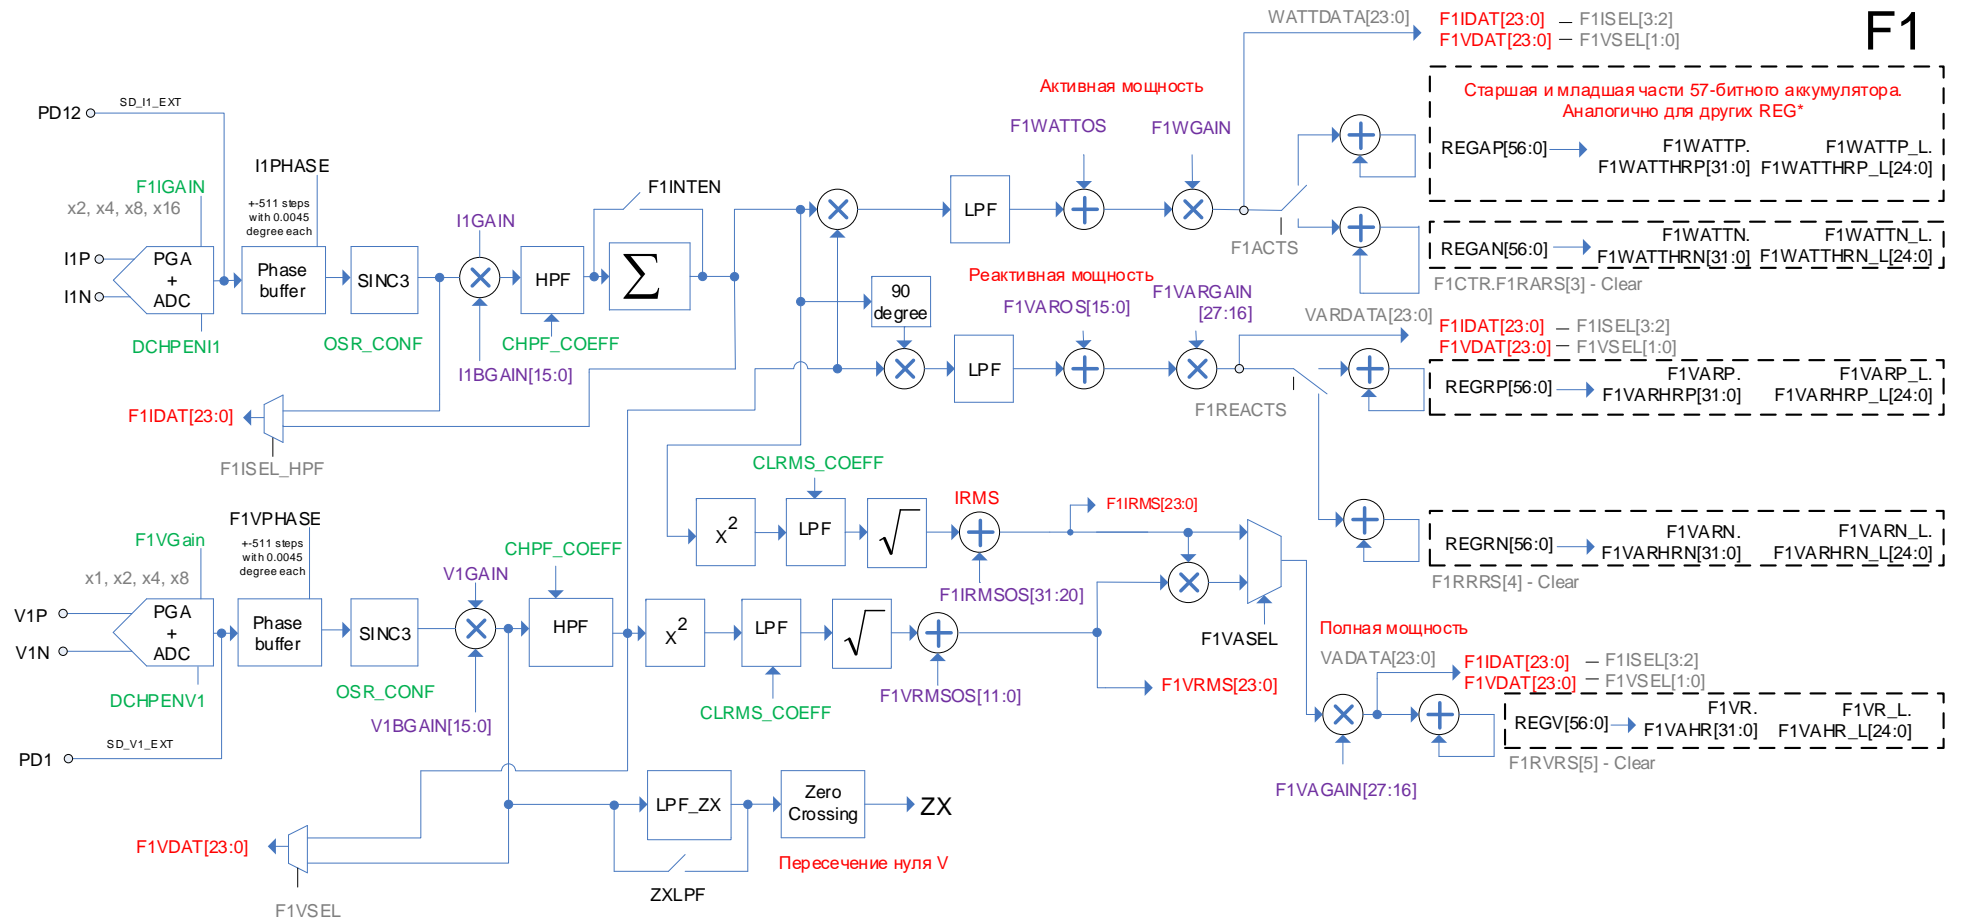 WATTDATA[23:0]
F1IDAT[23:0] — F1ISEL[3:2]
F1VDAT[23:0] — F1VSEL[1:0]
F1
Активная мощность
Старшая и младшая части 57-битного аккумулятора.
Аналогично для других REG*
PD12
SD_I1_EXT
F1WATTOS
F1WGAIN
REGAP[56:0]
F1WATTP.
F1WATTHRP[31:0]
F1WATTP_L.
F1WATTHRP_L[24:0]
I1PHASE
+-511 steps
with 0.0045
degree each
F1IGAIN
x2, x4, x8, x16
I1GAIN
F1INTEN
I1P
I1N
PGA
+
ADC
Phase
buffer
SINC3
HPF
∑
LPF
F1ACTS
REGAN[56:0]
F1WATTN.
F1WATTHRN[31:0]
F1WATTN_L.
F1WATTHRN_L[24:0]
F1CTR.F1RARS[3] - Clear
Реактивная мощность
90
degree
F1VAROS[15:0]
F1VARGAIN
[27:16]
VARDATA[23:0]
F1IDAT[23:0] — F1ISEL[3:2]
F1VDAT[23:0] — F1VSEL[1:0]
DCHPENI1
OSR_CONF
CHPF_COEFF
I1BGAIN[15:0]
LPF
F1REACTS
REGRP[56:0]
F1VARP.
F1VARHRP[31:0]
F1VARP_L.
F1VARHRP_L[24:0]
F1IDAT[23:0]
F1ISEL_HPF
CLRMS_COEFF
X2
LPF
√
IRMS
F1IRMS[23:0]
F1IRMSOS[31:20]
REGRN[56:0]
F1VARN.
F1VARHRN[31:0]
F1VARN_L.
F1VARHRN_L[24:0]
F1RRRS[4] - Clear
F1VPHASE
+-511 steps
with 0.0045
degree each
F1VGain
x1, x2, x4, x8
V1GAIN
CHPF_COEFF
V1P
V1N
PGA
+
ADC
Phase
buffer
SINC3
HPF
X2
LPF
√
F1VASEL
Полная мощность
VADATA[23:0]
F1IDAT[23:0] — F1ISEL[3:2]
F1VDAT[23:0] — F1VSEL[1:0]
DCHPENV1
OSR_CONF
V1BGAIN[15:0]
CLRMS_COEFF
F1VRMSOS[11:0]
F1VRMS[23:0]
REGV[56:0]
F1VR.
F1VAHR[31:0]
F1VR_L.
F1VAHR_L[24:0]
F1RVRS[5] - Clear
F1VAGAIN[27:16]
SD_V1_EXT
PD1
LPF_ZX
Zero
Crossing
ZX
F1VDAT[23:0]
Пересечение нуля V
ZXLPF
F1VSEL